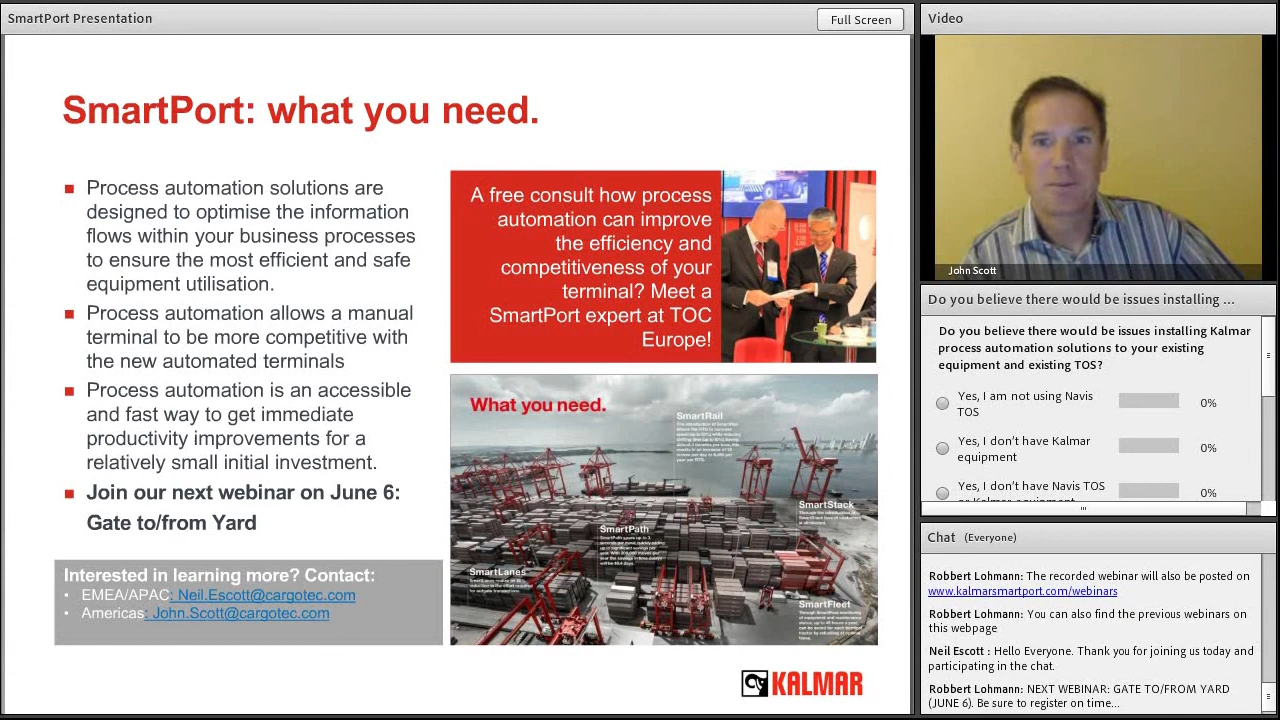 SmartPort Presentation
Full Screen
SmartPort: what you need.
Process automation solutions are
designed to optimise the information
flows within your business processes
to ensure the most efficient and safe
equipment utilisation.
Process automation allows a manual
terminal to be more competitive with
the new automated terminals
Process automation is an accessible
and fast way to get immediate
productivity improvements for a
relatively small initial investment.
Join our next webinar on June 6:
Gate to/from Yard
Interested in learning more? Contact:
• EMEA/APAC: Neil.Escott@cargotec.com
• Americas: John.Scott@cargotec.com
A free consult how process
automation can improve
the efficiency and
competitiveness of your
terminal? Meet a
SmartPort expert at TOC
Europe!
What you need.
SmartRail
SmartStack
SmartPath
SmartLanes
SmartFleet
KALMAR
Video
John Scott
Do you believe there would be issues installing ...
Do you believe there would be issues installing Kalmar
process automation solutions to your existing
equipment and existing TOS?
Yes, I am not using Navis
TOS
0%
Yes, I don't have Kalmar
equipment
0%
Yes, I don't have Navis TOS
or Kalmar equipment
0%
Chat (Everyone)
Robbert Lohmann: The recorded webinar will be posted on
www.kalmarsmartport.com/webinars
Robbert Lohmann: You can also find the previous webinars on
this webpage
Neil Escott : Hello Everyone. Thank you for joining us today and
participating in the chat.
Robbert Lohmann: NEXT WEBINAR: GATE TO/FROM YARD
(JUNE 6). Be sure to register on time...